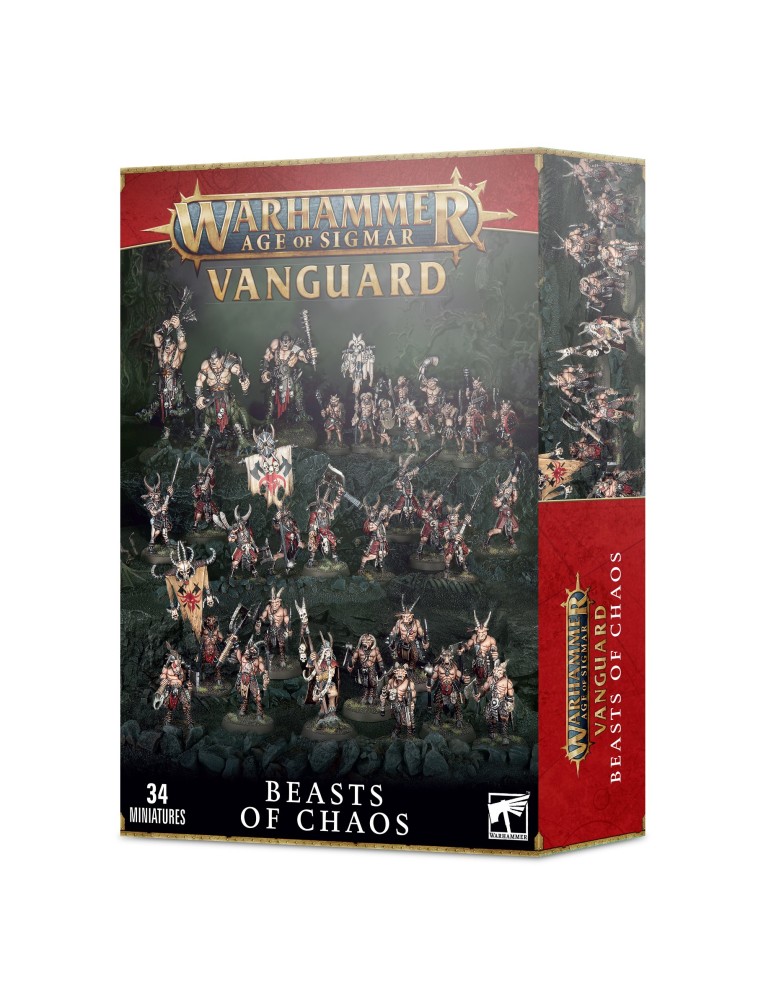 WARHAMMER
AGE OF SIGMAR
VANGUARD
34
MINIATURES
BEASTS
OF CHAOS
WARHAMMER
WARHAMMER
AGE OF SIGMAR
VANGUARD
BEASTS OF CHAOS